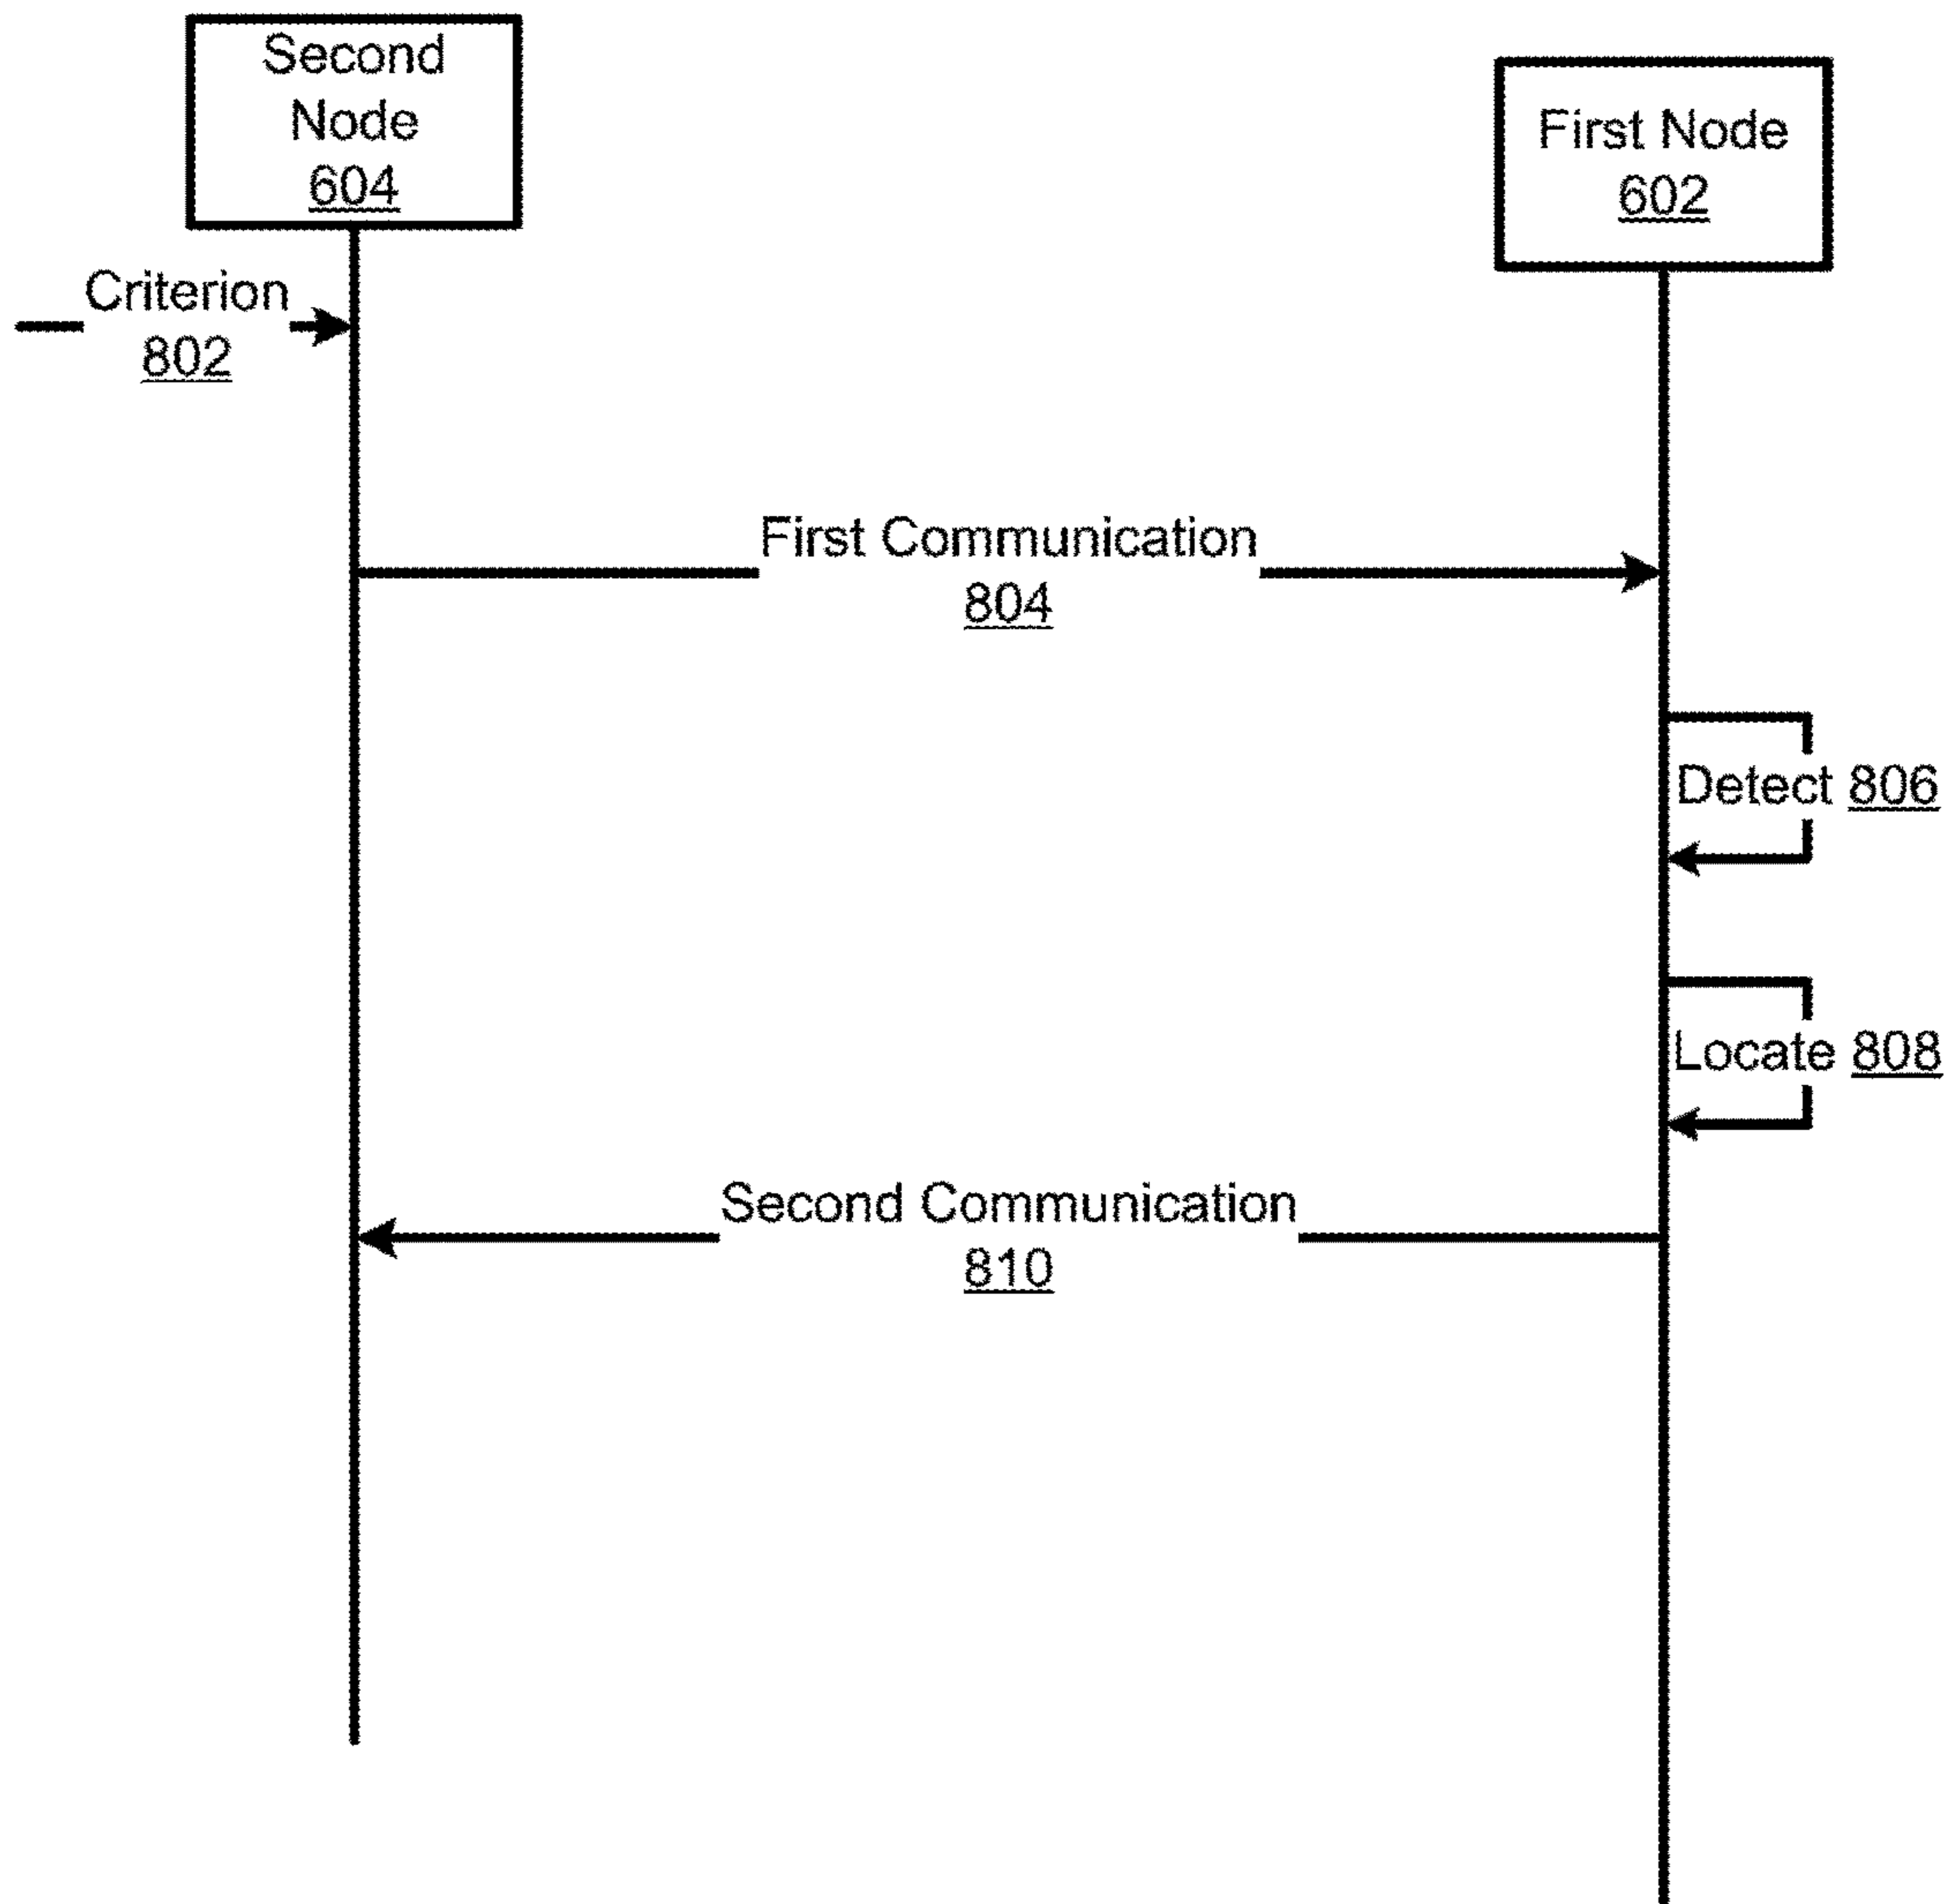 Second
Node
604
First Node
602
Criterion
802
First Communication
804
Detect 806
Locate 808
Second Communication
810